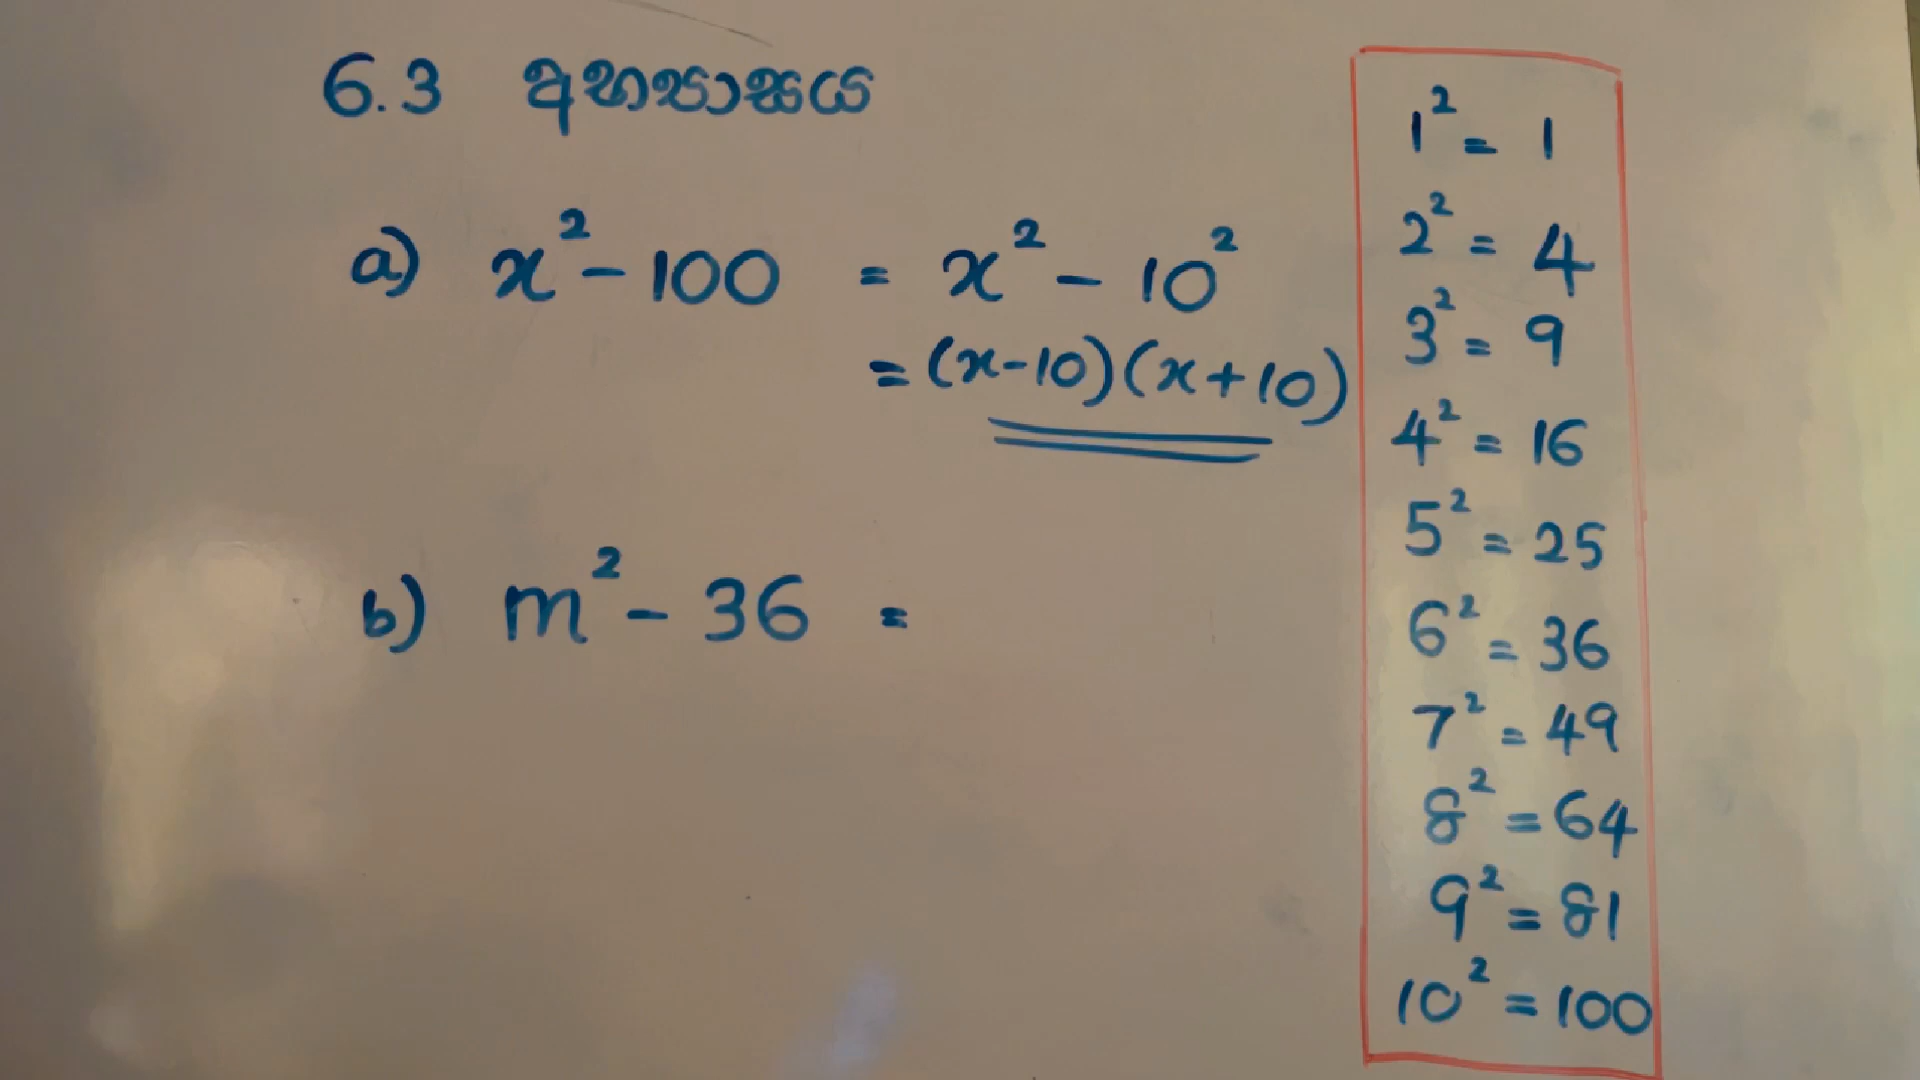 6.3 අභ්‍යාසය
a) x² - 100 = x² - 10²
= (x-10)(x+10)
b) m² - 36 =
1² = 1
2² = 4
3² = 9
4² = 16
5² = 25
6² = 36
7² = 49
8² = 64
9² = 81
10² = 100